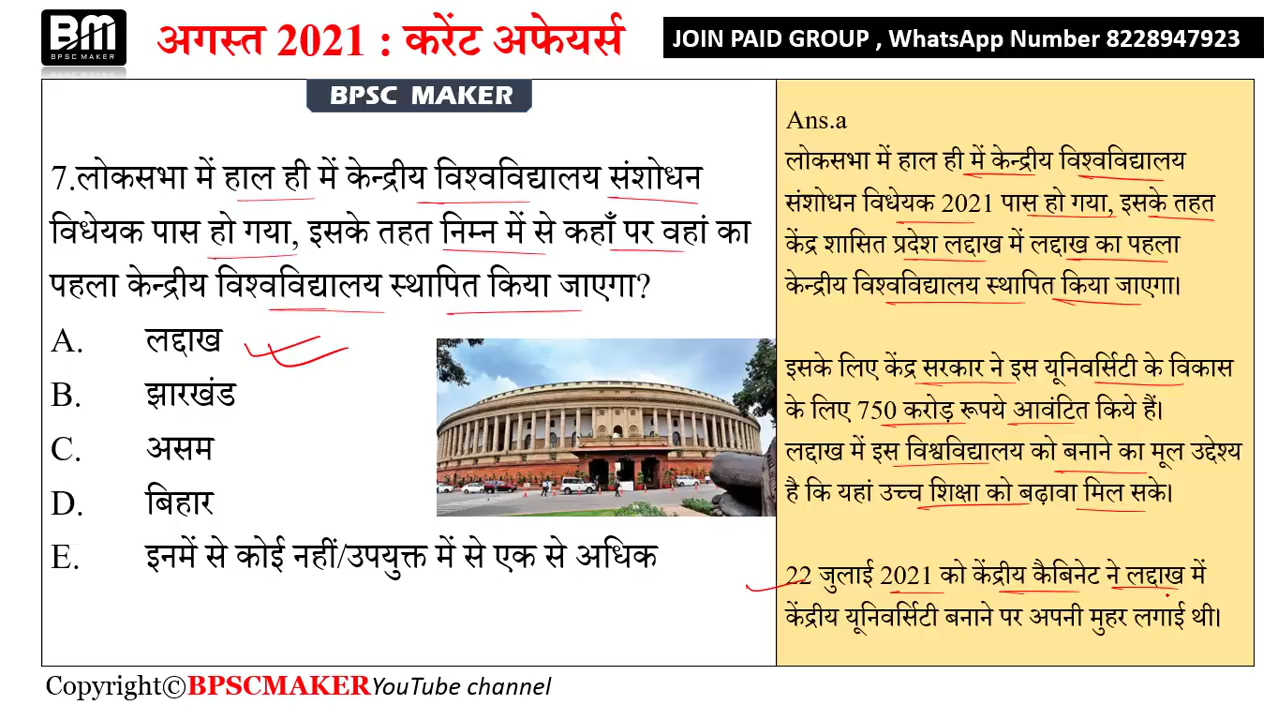 BM
BPSC MAKER
अगस्त 2021 : करेंट अफेयर्स
JOIN PAID GROUP , WhatsApp Number 8228947923
BPSC MAKER
7.लोकसभा में हाल ही में केन्द्रीय विश्वविद्यालय संशोधन
विधेयक पास हो गया, इसके तहत निम्न में से कहाँ पर वहां का
पहला केन्द्रीय विश्वविद्यालय स्थापित किया जाएगा?
A. लद्दाख
B. झारखंड
C. असम
D. बिहार
E. इनमें से कोई नहीं/उपयुक्त में से एक से अधिक
Ans.a
लोकसभा में हाल ही में केन्द्रीय विश्वविद्यालय
संशोधन विधेयक 2021 पास हो गया, इसके तहत
केंद्र शासित प्रदेश लद्दाख में लद्दाख का पहला
केन्द्रीय विश्वविद्यालय स्थापित किया जाएगा।
इसके लिए केंद्र सरकार ने इस यूनिवर्सिटी के विकास
के लिए 750 करोड़ रूपये आवंटित किये हैं।
लद्दाख में इस विश्वविद्यालय को बनाने का मूल उद्देश्य
है कि यहां उच्च शिक्षा को बढ़ावा मिल सके।
22 जुलाई 2021 को केंद्रीय कैबिनेट ने लद्दाख में
केंद्रीय यूनिवर्सिटी बनाने पर अपनी मुहर लगाई थी।
Copyright©BPSCMAKERYouTube channel